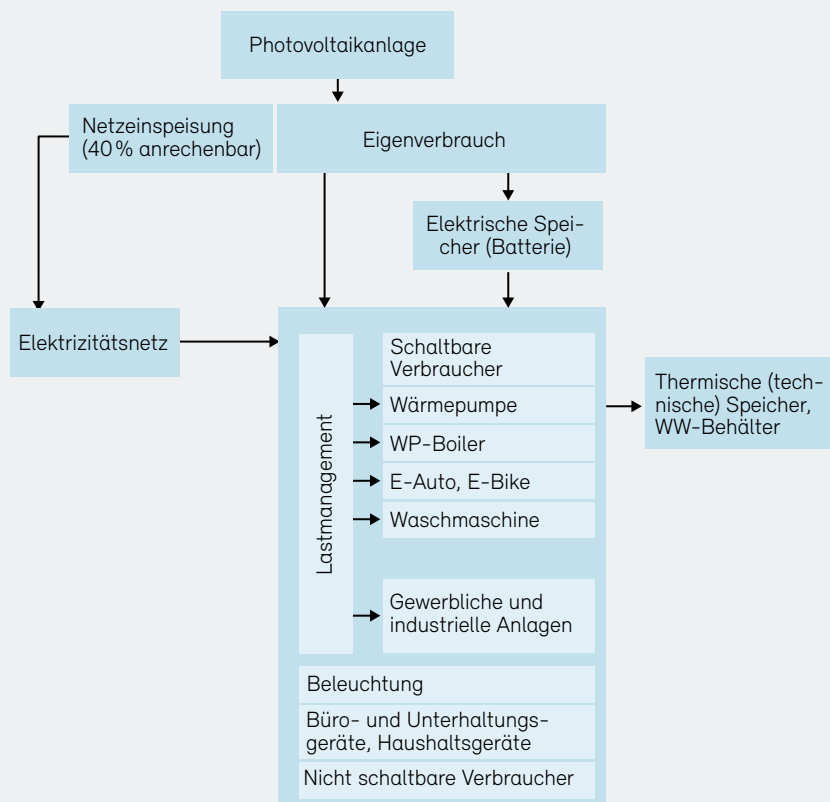 Photovoltaikanlage
Netzeinspeisung
(40 % anrechenbar)
Eigenverbrauch
Elektrische Spei-
cher (Batterie)
Elektrizitätsnetz
Lastmanagement
Schaltbare
Verbraucher
Wärmepumpe
WP-Boiler
E-Auto, E-Bike
Waschmaschine
Gewerbliche und
industrielle Anlagen
Thermische (tech-
nische) Speicher,
WW-Behälter
Beleuchtung
Büro- und Unterhaltungs-
geräte, Haushaltsgeräte
Nicht schaltbare Verbraucher